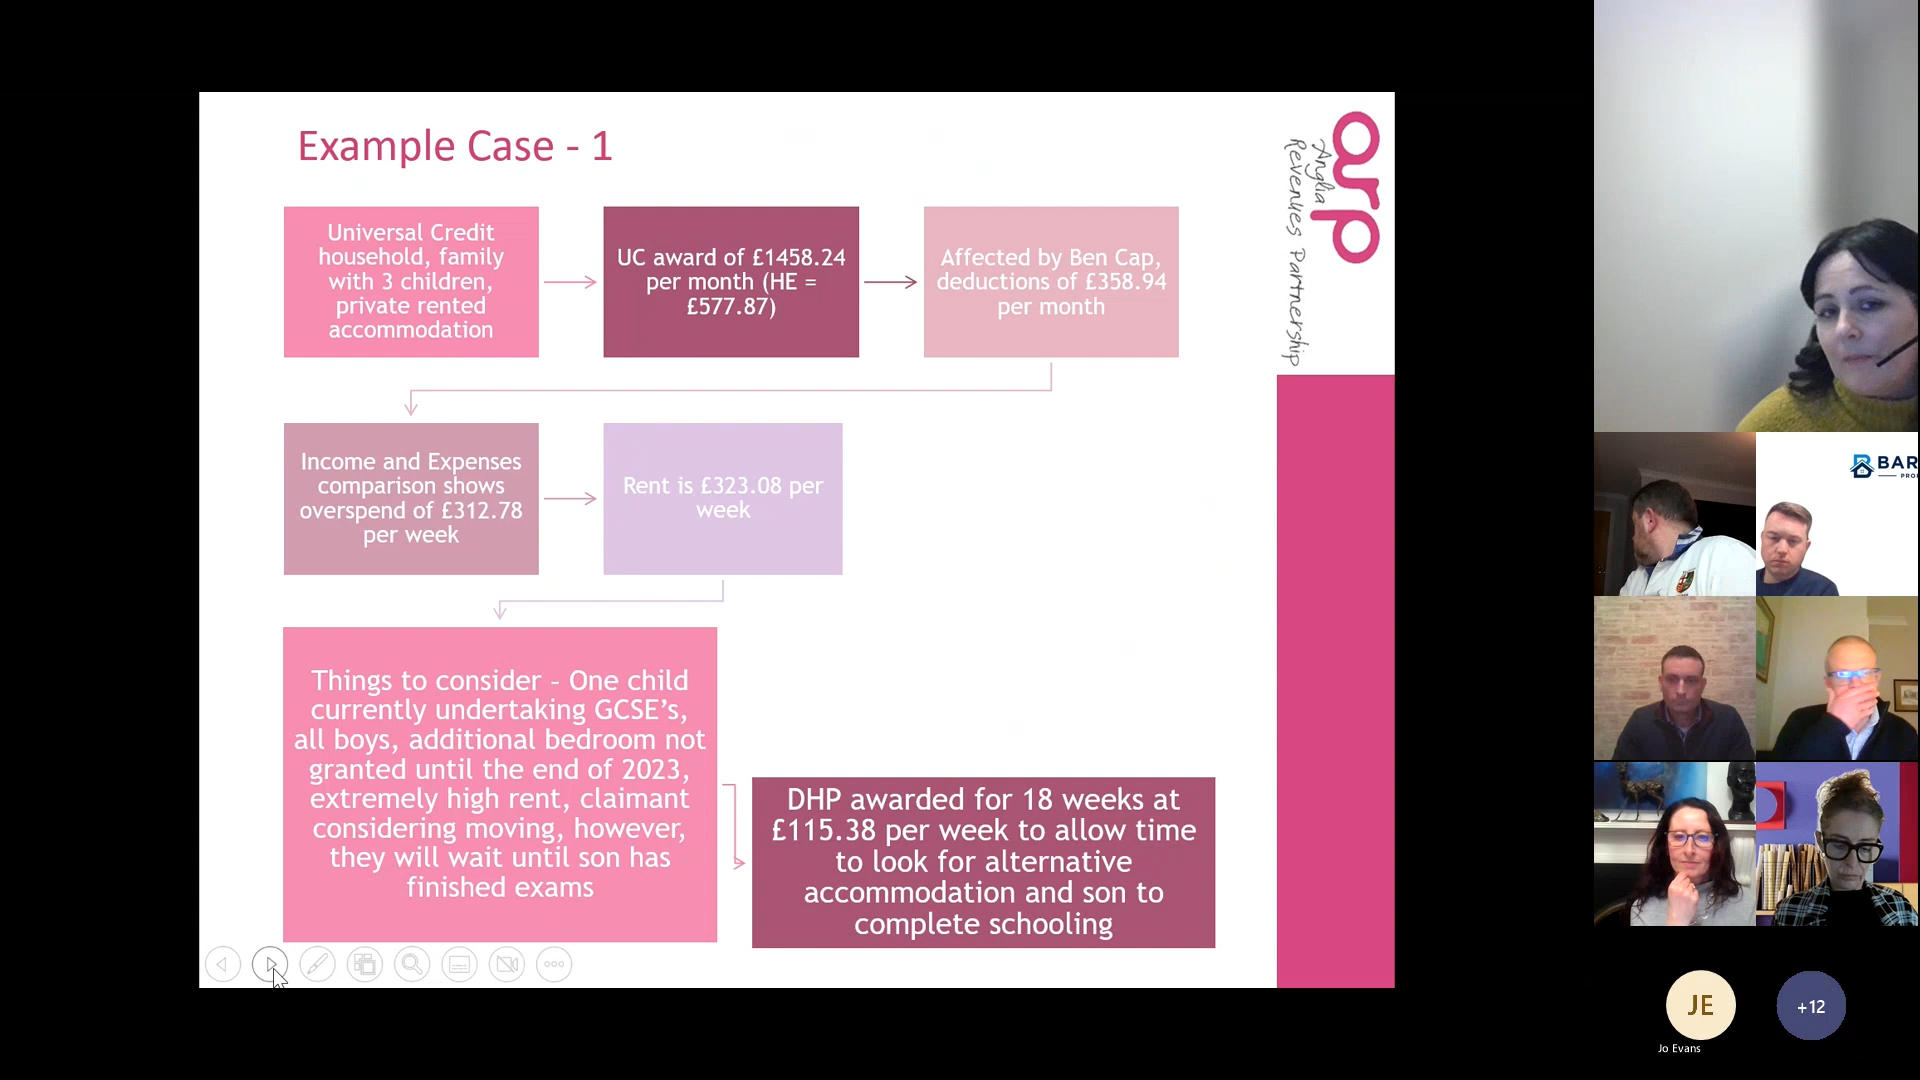 Example Case - 1
arp
Anglia
Revenues Partnership
Universal Credit
household, family
with 3 children,
private rented
accommodation
UC award of £1458.24
per month (HE =
£577.87)
Affected by Ben Cap,
deductions of £358.94
per month
Income and Expenses
comparison shows
overspend of £312.78
per week
Rent is £323.08 per
week
Things to consider – One child
currently undertaking GCSE’s,
all boys, additional bedroom not
granted until the end of 2023,
extremely high rent, claimant
considering moving, however,
they will wait until son has
finished exams
DHP awarded for 18 weeks at
£115.38 per week to allow time
to look for alternative
accommodation and son to
complete schooling
BAR
PRO
JE
+12
Jo Evans